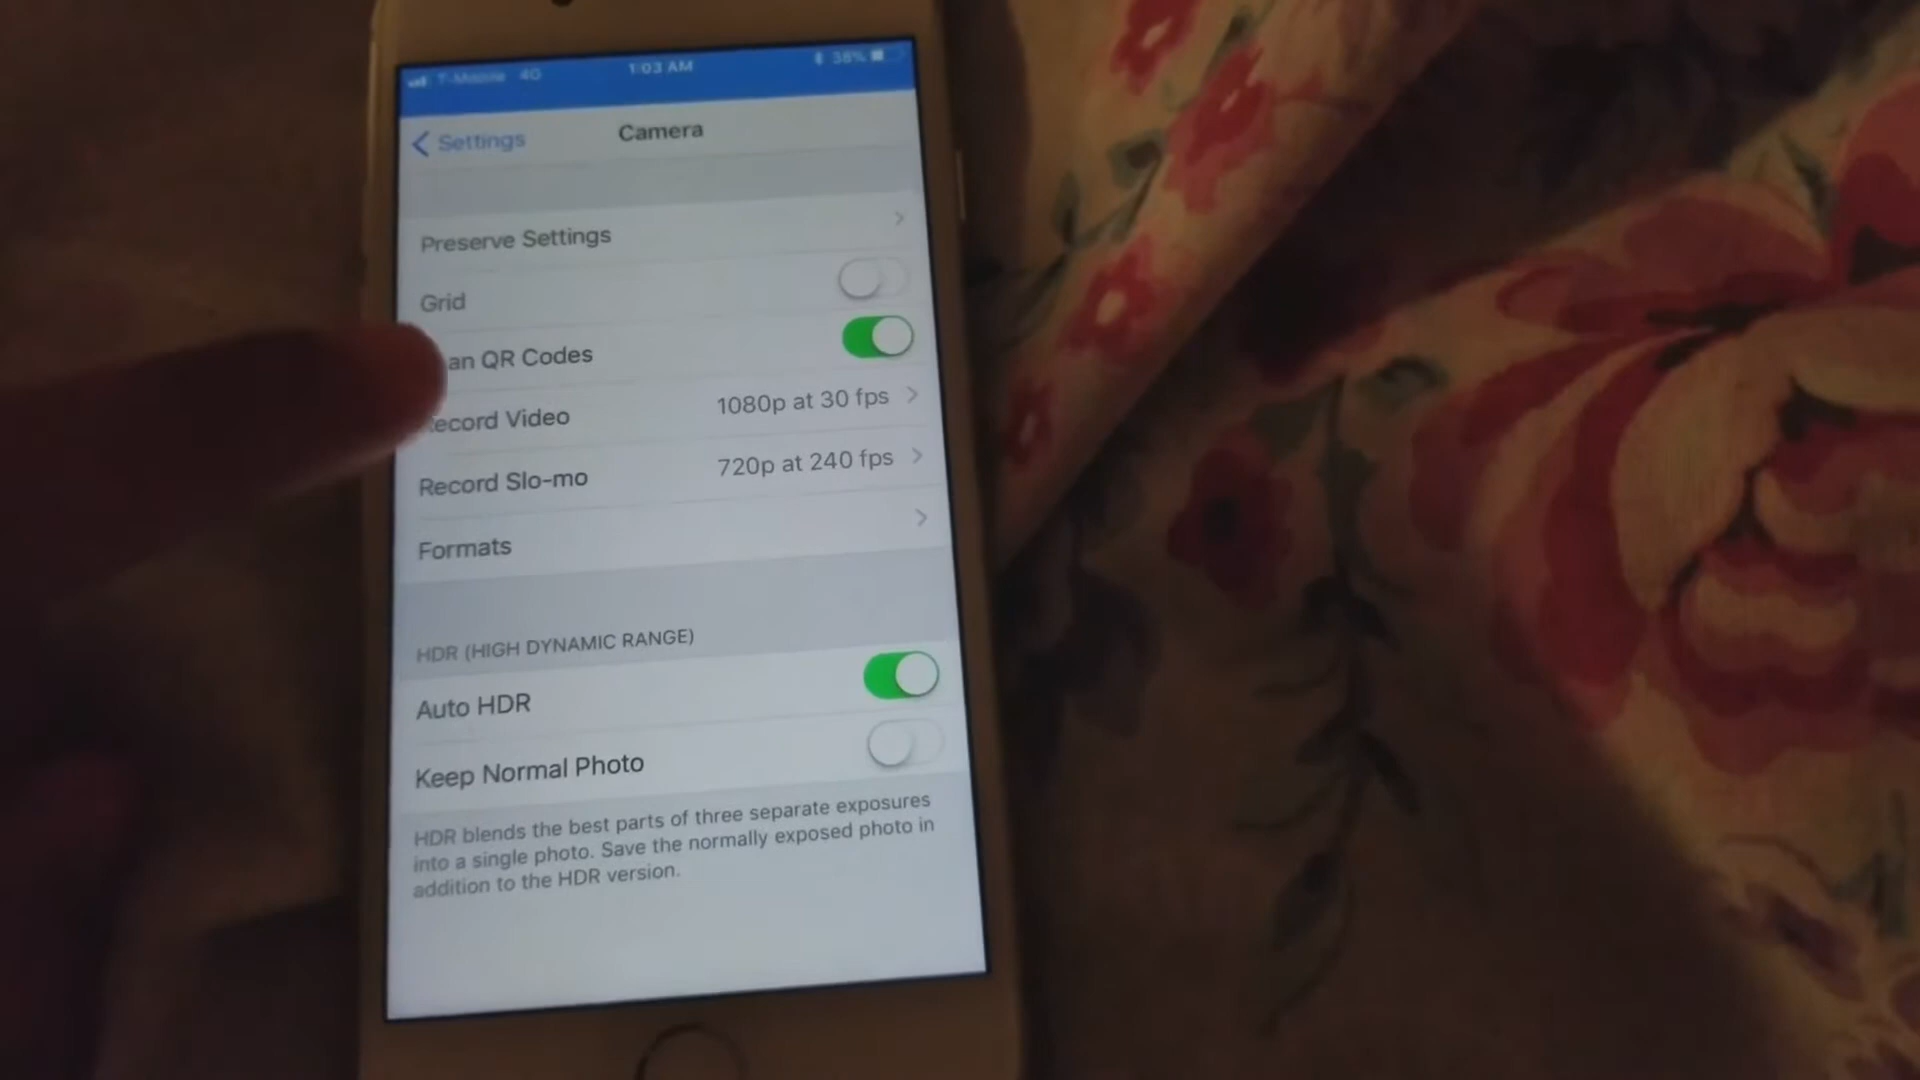 T-Mobile 4G 1:03 AM 38%
Settings Camera
Preserve Settings
Grid
an QR Codes
ecord Video 1080p at 30 fps
Record Slo-mo 720p at 240 fps
Formats
HDR (HIGH DYNAMIC RANGE)
Auto HDR
Keep Normal Photo
HDR blends the best parts of three separate exposures
into a single photo. Save the normally exposed photo in
addition to the HDR version.